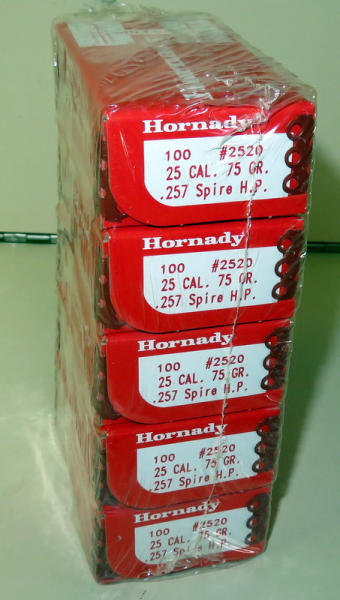 Hornady
100 #2520
25 CAL. 75 GR.
.257 Spire H.P.
Hornady
100 #2520
25 CAL. 75 GR.
.257 Spire H.P.
Hornady
100 #2520
25 CAL. 75 GR.
.257 Spire H.P.
Hornady
100 #2520
25 CAL. 75 GR.
.257 Spire H.P.
Hornady
100 #2520
25 CAL. 75 GR.
.257 Spire H.P.